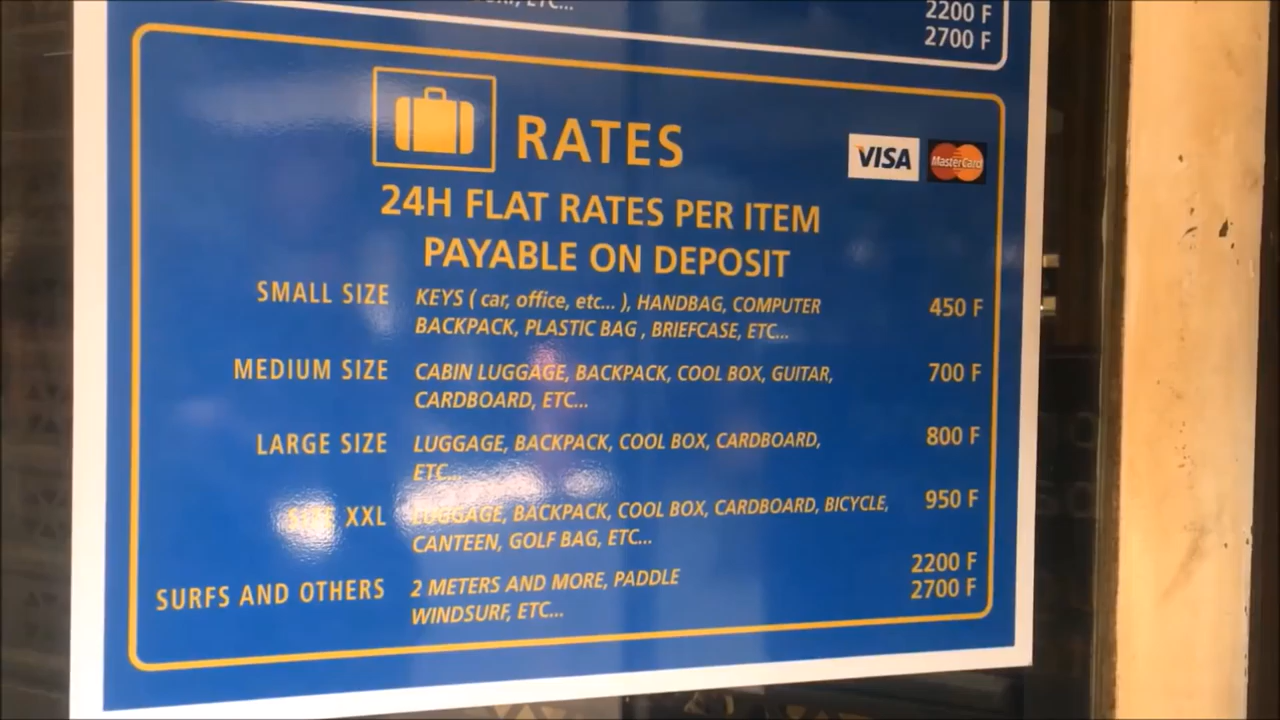 ETC...
2200 F
2700 F
RATES
VISA
MasterCard
24H FLAT RATES PER ITEM
PAYABLE ON DEPOSIT
SMALL SIZE KEYS ( car, office, etc... ), HANDBAG, COMPUTER 450 F
BACKPACK, PLASTIC BAG , BRIEFCASE, ETC...
MEDIUM SIZE CABIN LUGGAGE, BACKPACK, COOL BOX, GUITAR, 700 F
CARDBOARD, ETC...
LARGE SIZE LUGGAGE, BACKPACK, COOL BOX, CARDBOARD, 800 F
ETC...
SIZE XXL LUGGAGE, BACKPACK, COOL BOX, CARDBOARD, BICYCLE, 950 F
CANTEEN, GOLF BAG, ETC...
SURFS AND OTHERS 2 METERS AND MORE, PADDLE 2200 F
WINDSURF, ETC... 2700 F